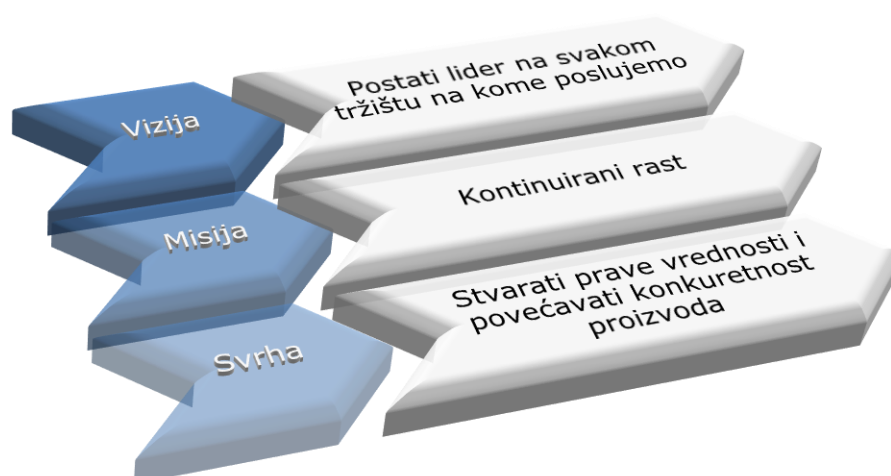 Vizija
Postati lider na svakom
tržištu na kome poslujemo
Misija
Kontinuirani rast
Svrha
Stvarati prave vrednosti i
povećavati konkuretnost
proizvoda